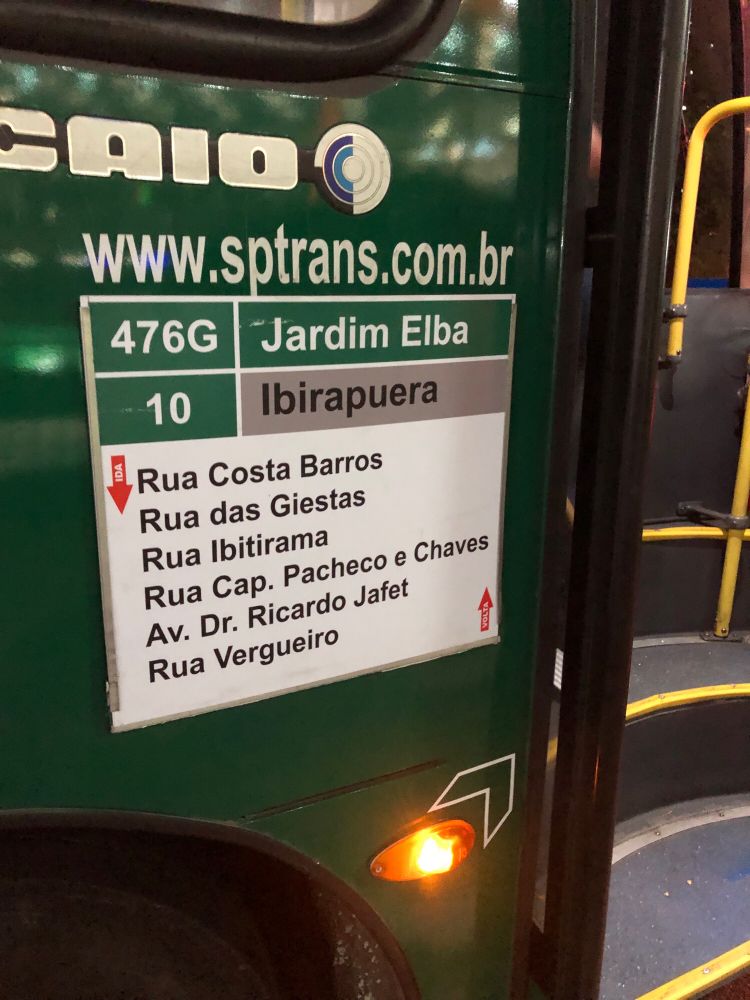 CAIO
www.sptrans.com.br
476G Jardim Elba
10 Ibirapuera
IDA
Rua Costa Barros
Rua das Giestas
Rua Ibitirama
Rua Cap. Pacheco e Chaves
Av. Dr. Ricardo Jafet
Rua Vergueiro
VOLTA